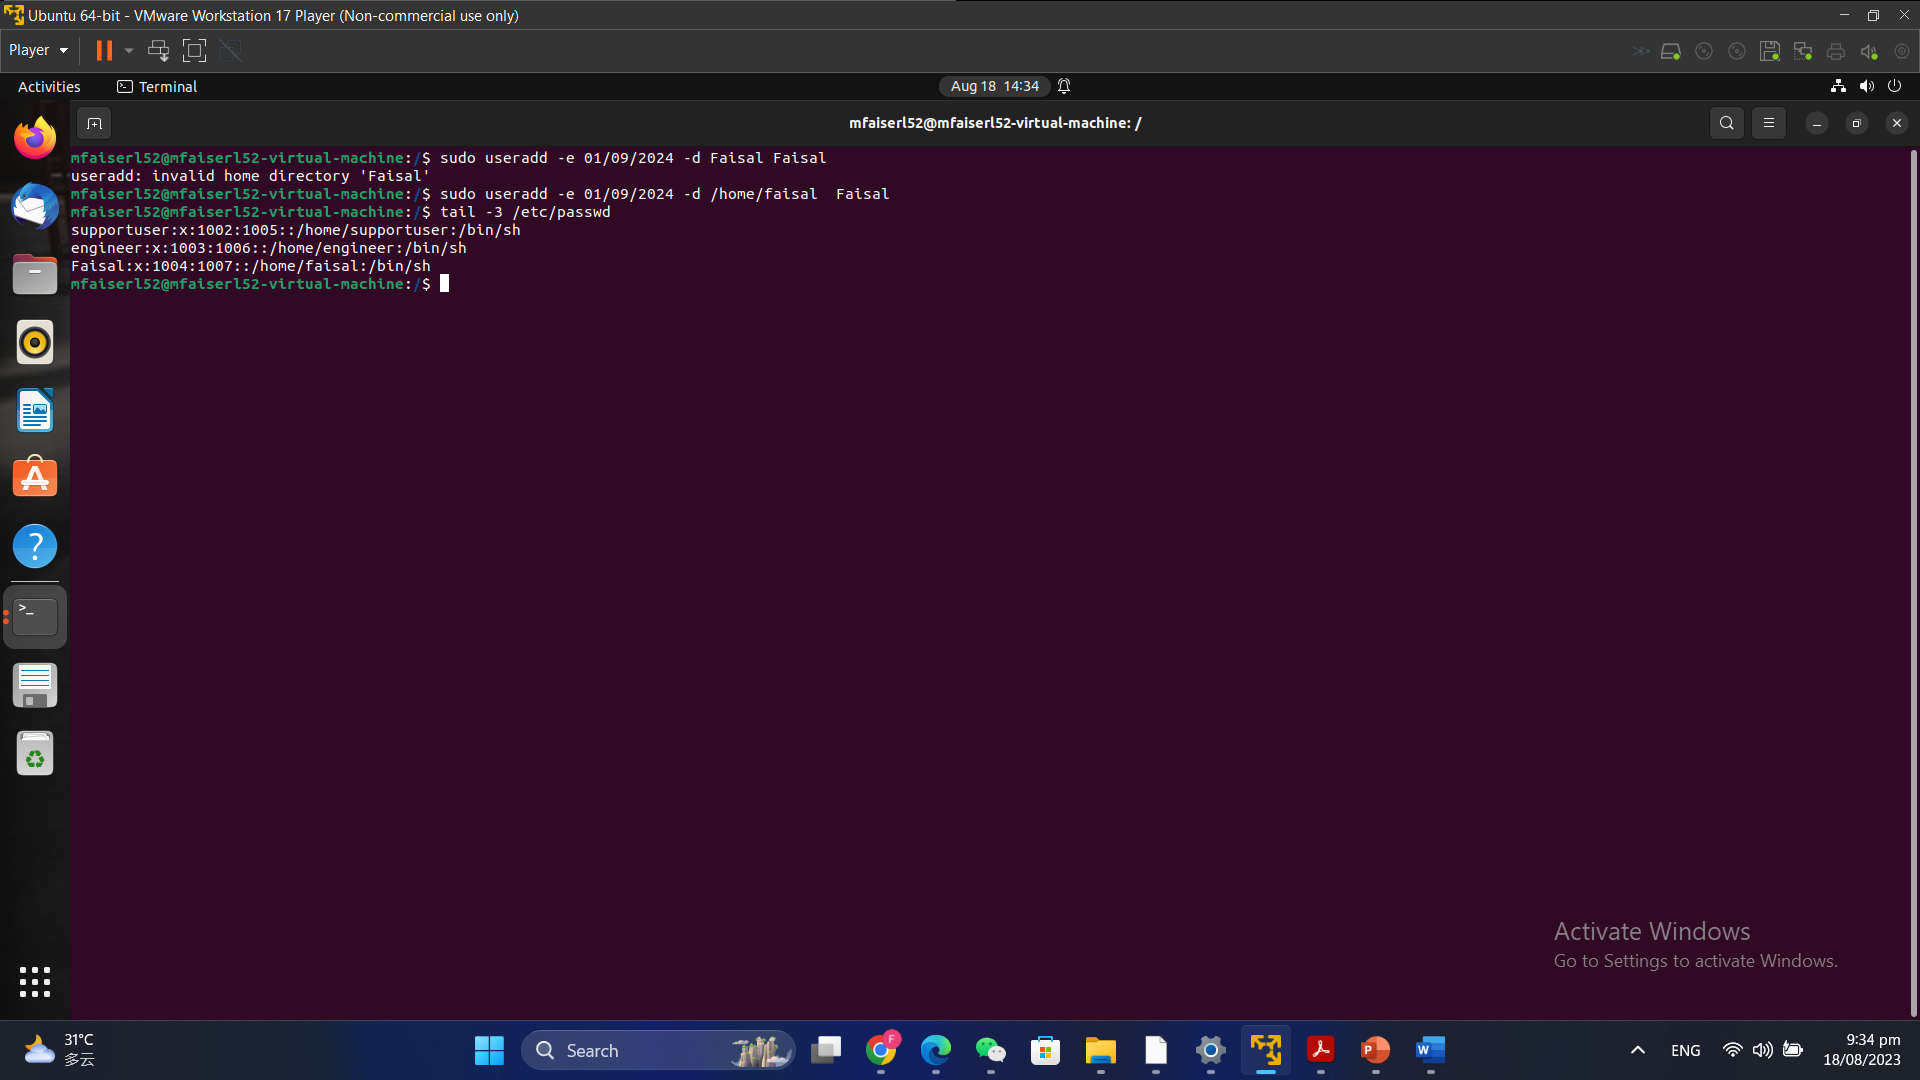 Ubuntu 64-bit - VMware Workstation 17 Player (Non-commercial use only)
Player
Activities
Terminal
Aug 18 14:34
mfaiserl52@mfaiserl52-virtual-machine: /
mfaiserl52@mfaiserl52-virtual-machine:/$ sudo useradd -e 01/09/2024 -d Faisal Faisal
useradd: invalid home directory 'Faisal'
mfaiserl52@mfaiserl52-virtual-machine:/$ sudo useradd -e 01/09/2024 -d /home/faisal  Faisal
mfaiserl52@mfaiserl52-virtual-machine:/$ tail -3 /etc/passwd
supportuser:x:1002:1005::/home/supportuser:/bin/sh
engineer:x:1003:1006::/home/engineer:/bin/sh
Faisal:x:1004:1007::/home/faisal:/bin/sh
mfaiserl52@mfaiserl52-virtual-machine:/$
Activate Windows
Go to Settings to activate Windows.
31°C
多云
Search
F
P
W
ENG
9:34 pm
18/08/2023